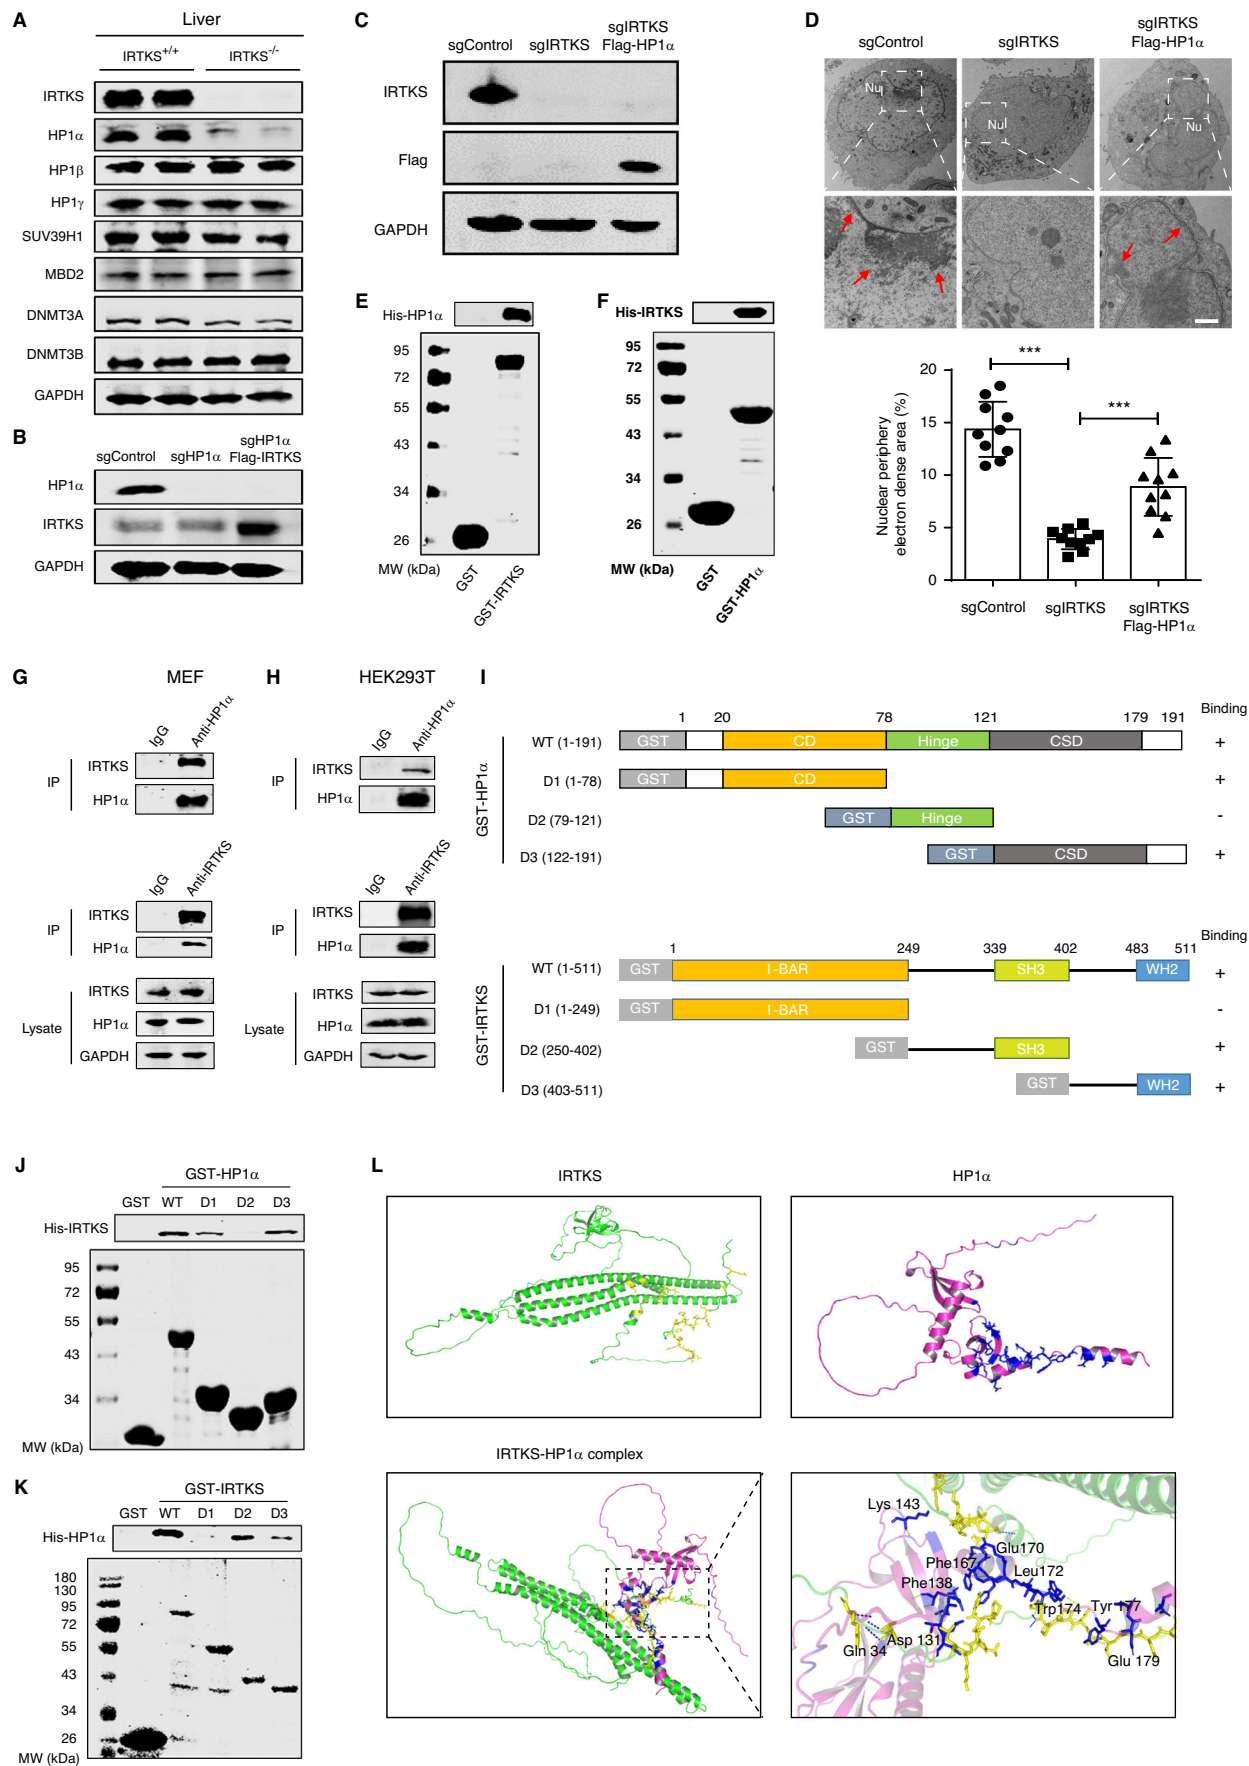 A
Liver
IRTKS+/+ IRTKS-/-
IRTKS
HP1α
HP1β
HP1γ
SUV39H1
MBD2
DNMT3A
DNMT3B
GAPDH
B
sgControl sgHP1α sgHP1α Flag-IRTKS
HP1α
IRTKS
GAPDH
C
sgControl sgIRTKS sgIRTKS Flag-HP1α
IRTKS
Flag
GAPDH
D
sgControl sgIRTKS sgIRTKS Flag-HP1α
Nu Nu Nu
Nuclear periphery
electron dense area (%)
*** ***
20
15
10
5
0
sgControl sgIRTKS sgIRTKS
Flag-HP1α
E
His-HP1α
95
72
55
43
34
26
MW (kDa)
GST GST-IRTKS
F
His-IRTKS
95
72
55
43
34
26
MW (kDa)
GST GST-HP1α
G
MEF
IgG Anti-HP1α
IP
IRTKS
HP1α
IgG Anti-IRTKS
IP
IRTKS
HP1α
Lysate
IRTKS
HP1α
GAPDH
H
HEK293T
IgG Anti-HP1α
IP
IRTKS
HP1α
IgG Anti-IRTKS
IP
IRTKS
HP1α
Lysate
IRTKS
HP1α
GAPDH
I
GST-HP1α
1 20 78 121 179 191 Binding
WT (1-191) GST CD Hinge CSD +
D1 (1-78) GST CD +
D2 (79-121) GST Hinge -
D3 (122-191) GST CSD +
GST-IRTKS
Binding
1 249 339 402 483 511
WT (1-511) GST I-BAR SH3 WH2 +
D1 (1-249) GST I-BAR -
D2 (250-402) GST SH3 +
D3 (403-511) GST WH2 +
J
GST-HP1α
GST WT D1 D2 D3
His-IRTKS
95
72
55
43
34
MW (kDa)
K
GST-IRTKS
GST WT D1 D2 D3
His-HP1α
180
130
95
72
55
43
34
26
MW (kDa)
L
IRTKS
HP1α
IRTKS-HP1α complex
Lys 143
Glu170
Phe167
Leu172
Phe138
Trp174 Tyr 177
Asp 131
Gln 34
Glu 179